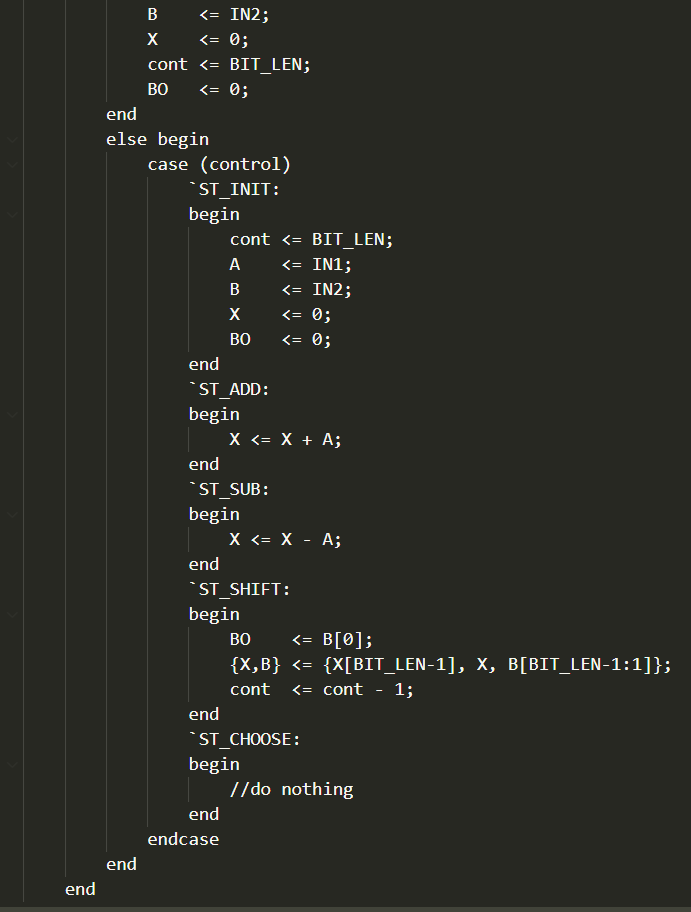 B    <= IN2;
X    <= 0;
cont <= BIT_LEN;
BO   <= 0;
end
else begin
case (control)
`ST_INIT:
begin
cont <= BIT_LEN;
A    <= IN1;
B    <= IN2;
X    <= 0;
BO   <= 0;
end
`ST_ADD:
begin
X <= X + A;
end
`ST_SUB:
begin
X <= X - A;
end
`ST_SHIFT:
begin
BO    <= B[0];
{X,B} <= {X[BIT_LEN-1], X, B[BIT_LEN-1:1]};
cont  <= cont - 1;
end
`ST_CHOOSE:
begin
//do nothing
end
endcase
end
end